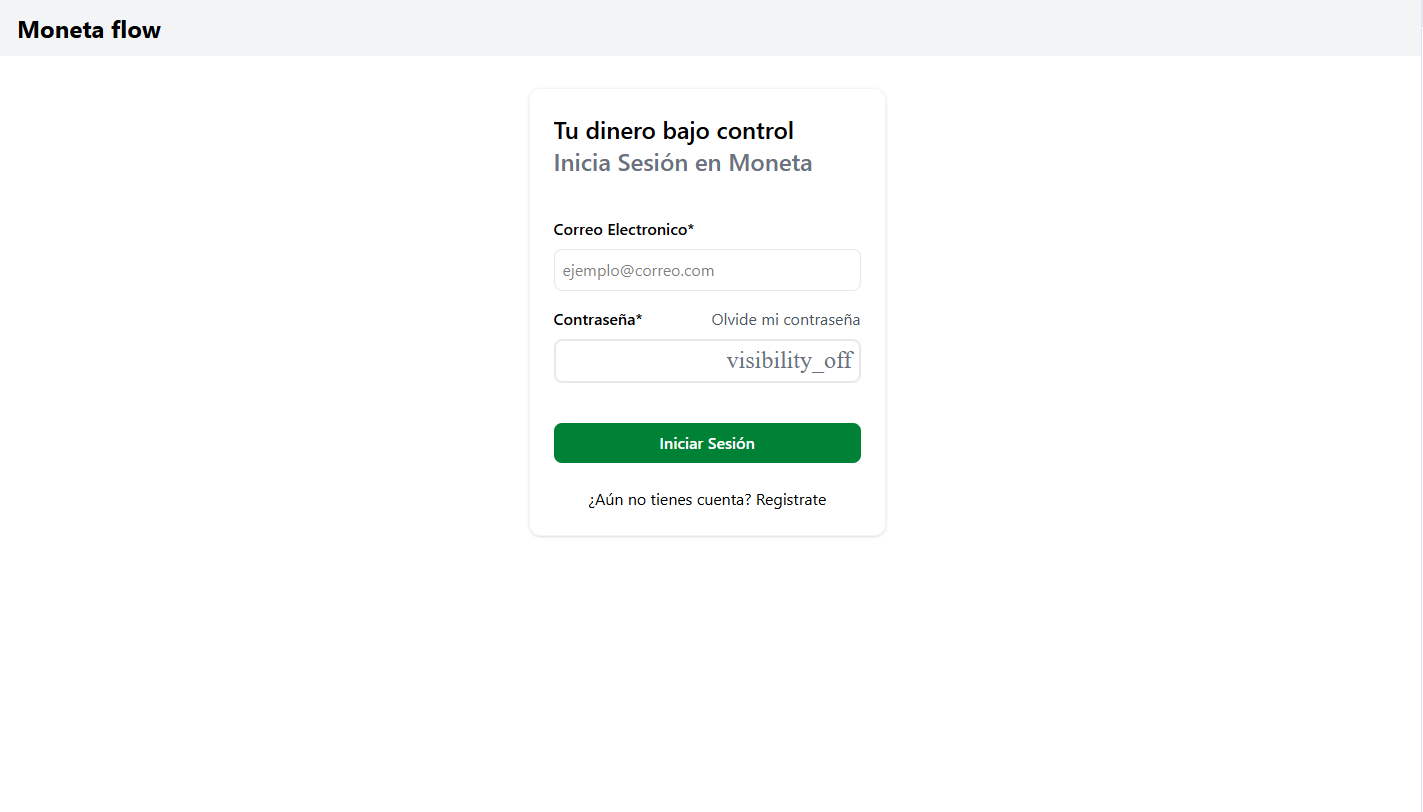 Moneta flow
Tu dinero bajo control
Inicia Sesión en Moneta
Correo Electronico*
ejemplo@correo.com
Contraseña* Olvide mi contraseña
visibility_off
Iniciar Sesión
¿Aún no tienes cuenta? Registrate